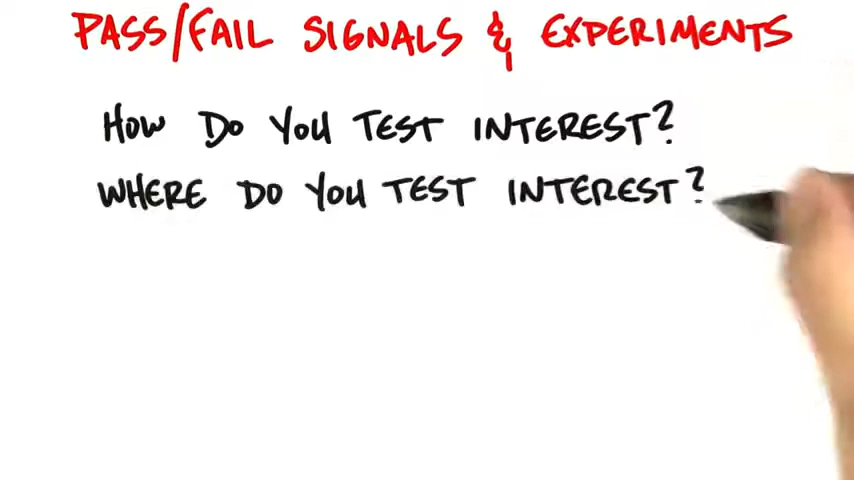 PASS/FAIL SIGNALS & EXPERIMENTS
HOW DO YOU TEST INTEREST?
WHERE DO YOU TEST INTEREST?